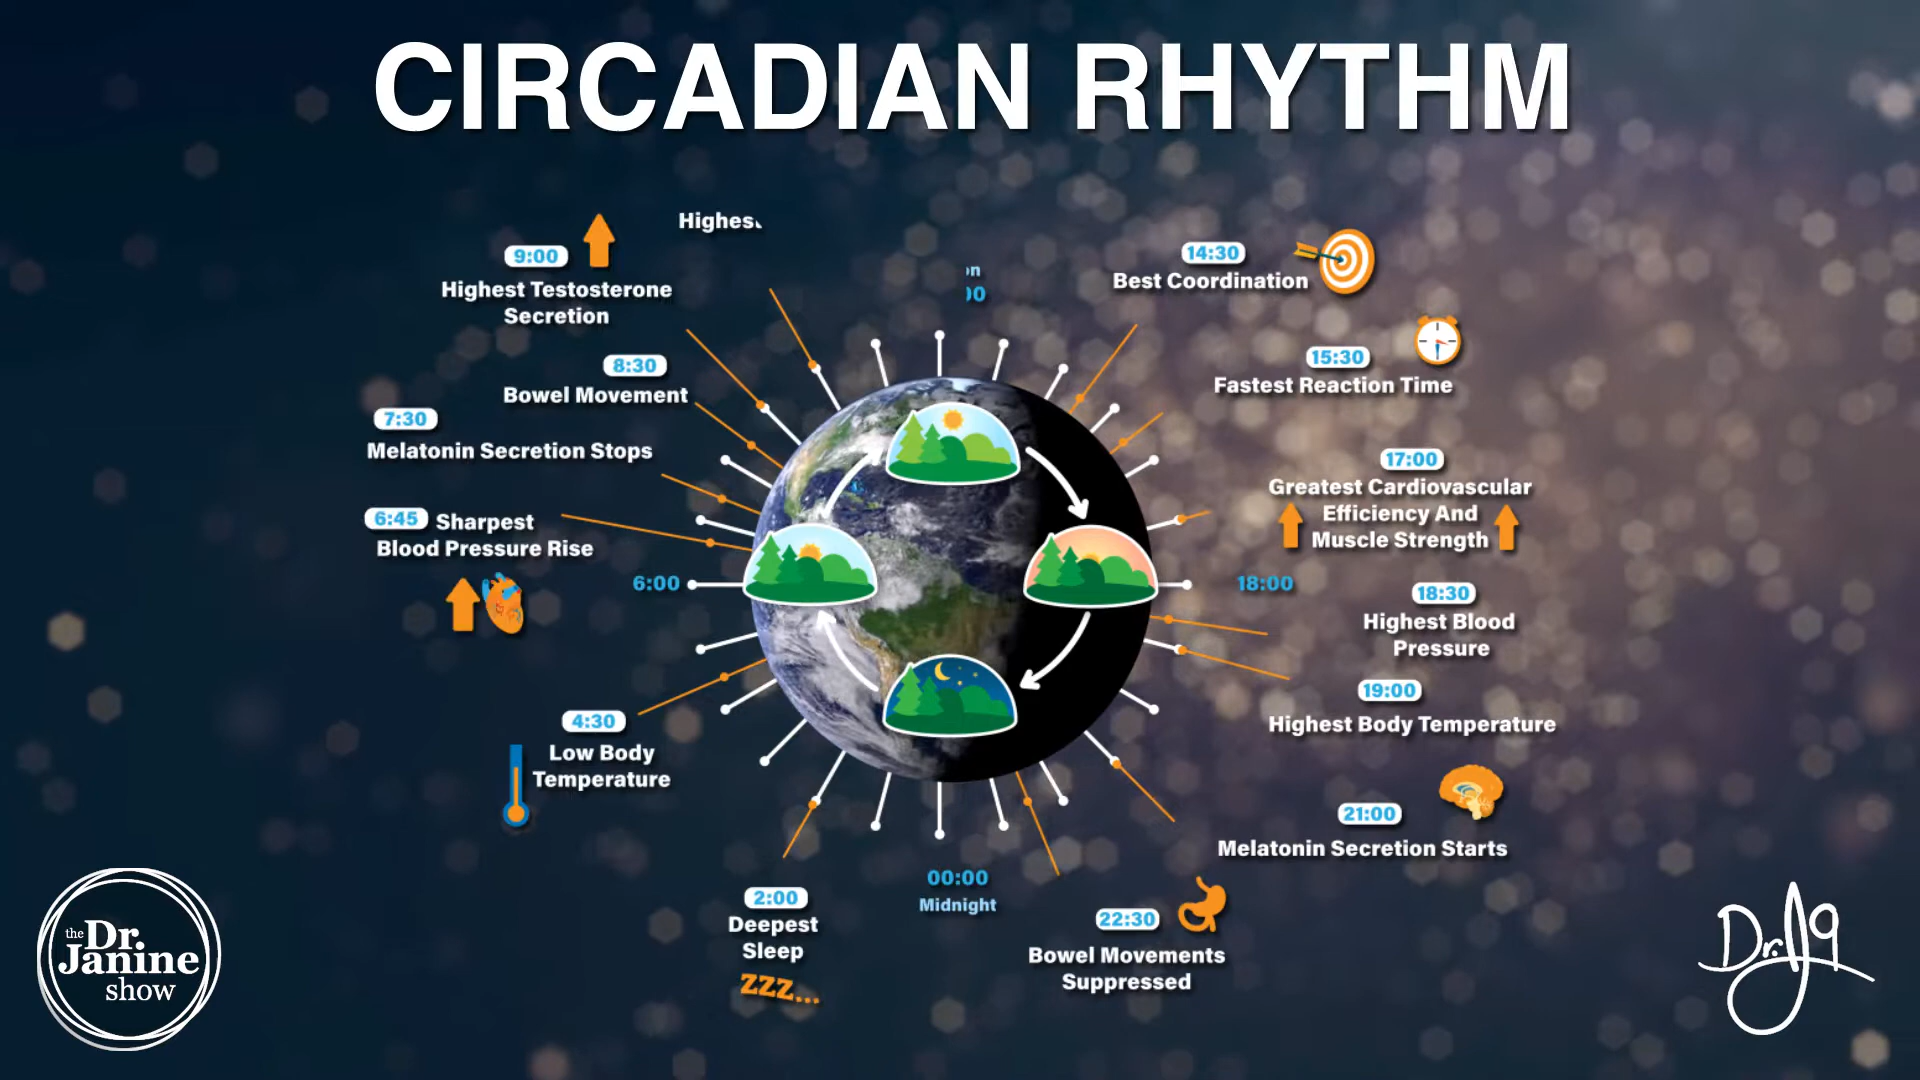 CIRCADIAN RHYTHM
9:00
Highest Testosterone
Secretion
8:30
Bowel Movement
7:30
Melatonin Secretion Stops
6:45 Sharpest
Blood Pressure Rise
6:00
4:30
Low Body
Temperature
2:00
Deepest
Sleep
ZZZ...
00:00
Midnight
14:30
Best Coordination
15:30
Fastest Reaction Time
17:00
Greatest Cardiovascular
Efficiency And
Muscle Strength
18:00
18:30
Highest Blood
Pressure
19:00
Highest Body Temperature
21:00
Melatonin Secretion Starts
22:30
Bowel Movements
Suppressed
the Dr.
Janine
show